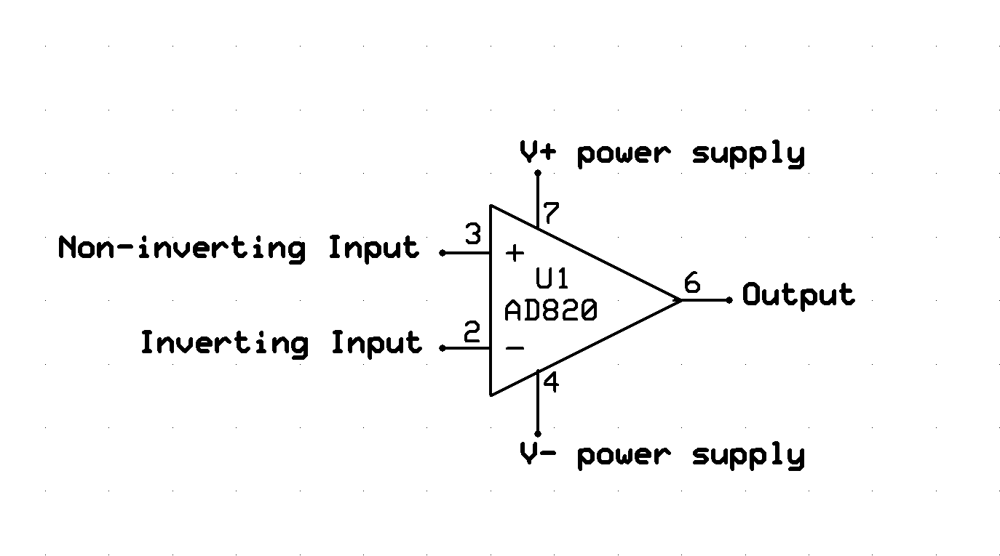 V+ power supply
7
Non-inverting Input
3
+
U1
AD820
6
Output
Inverting Input
2
-
4
V- power supply